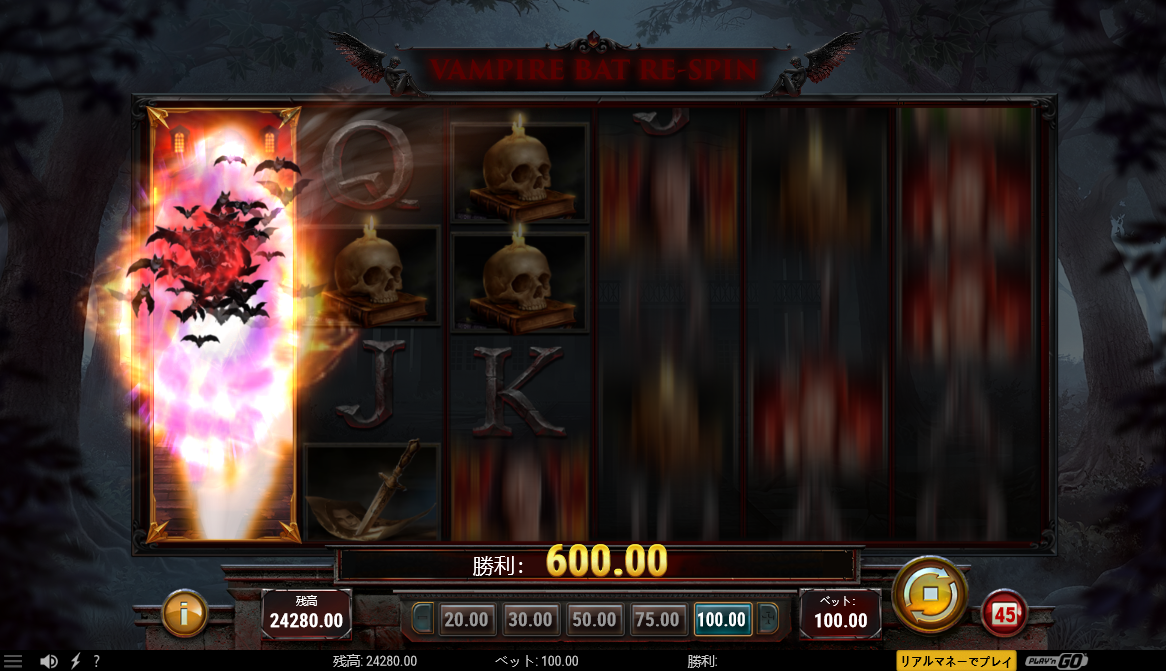 VAMPIRE BAT RE-SPIN
Q
J
K
勝利: 600.00
残高
24280.00
20.00
30.00
50.00
75.00
100.00
ベット:
100.00
45
?
残高: 24280.00
ベット: 100.00
勝利:
リアルマネーでプレイ
PLAY'n GO